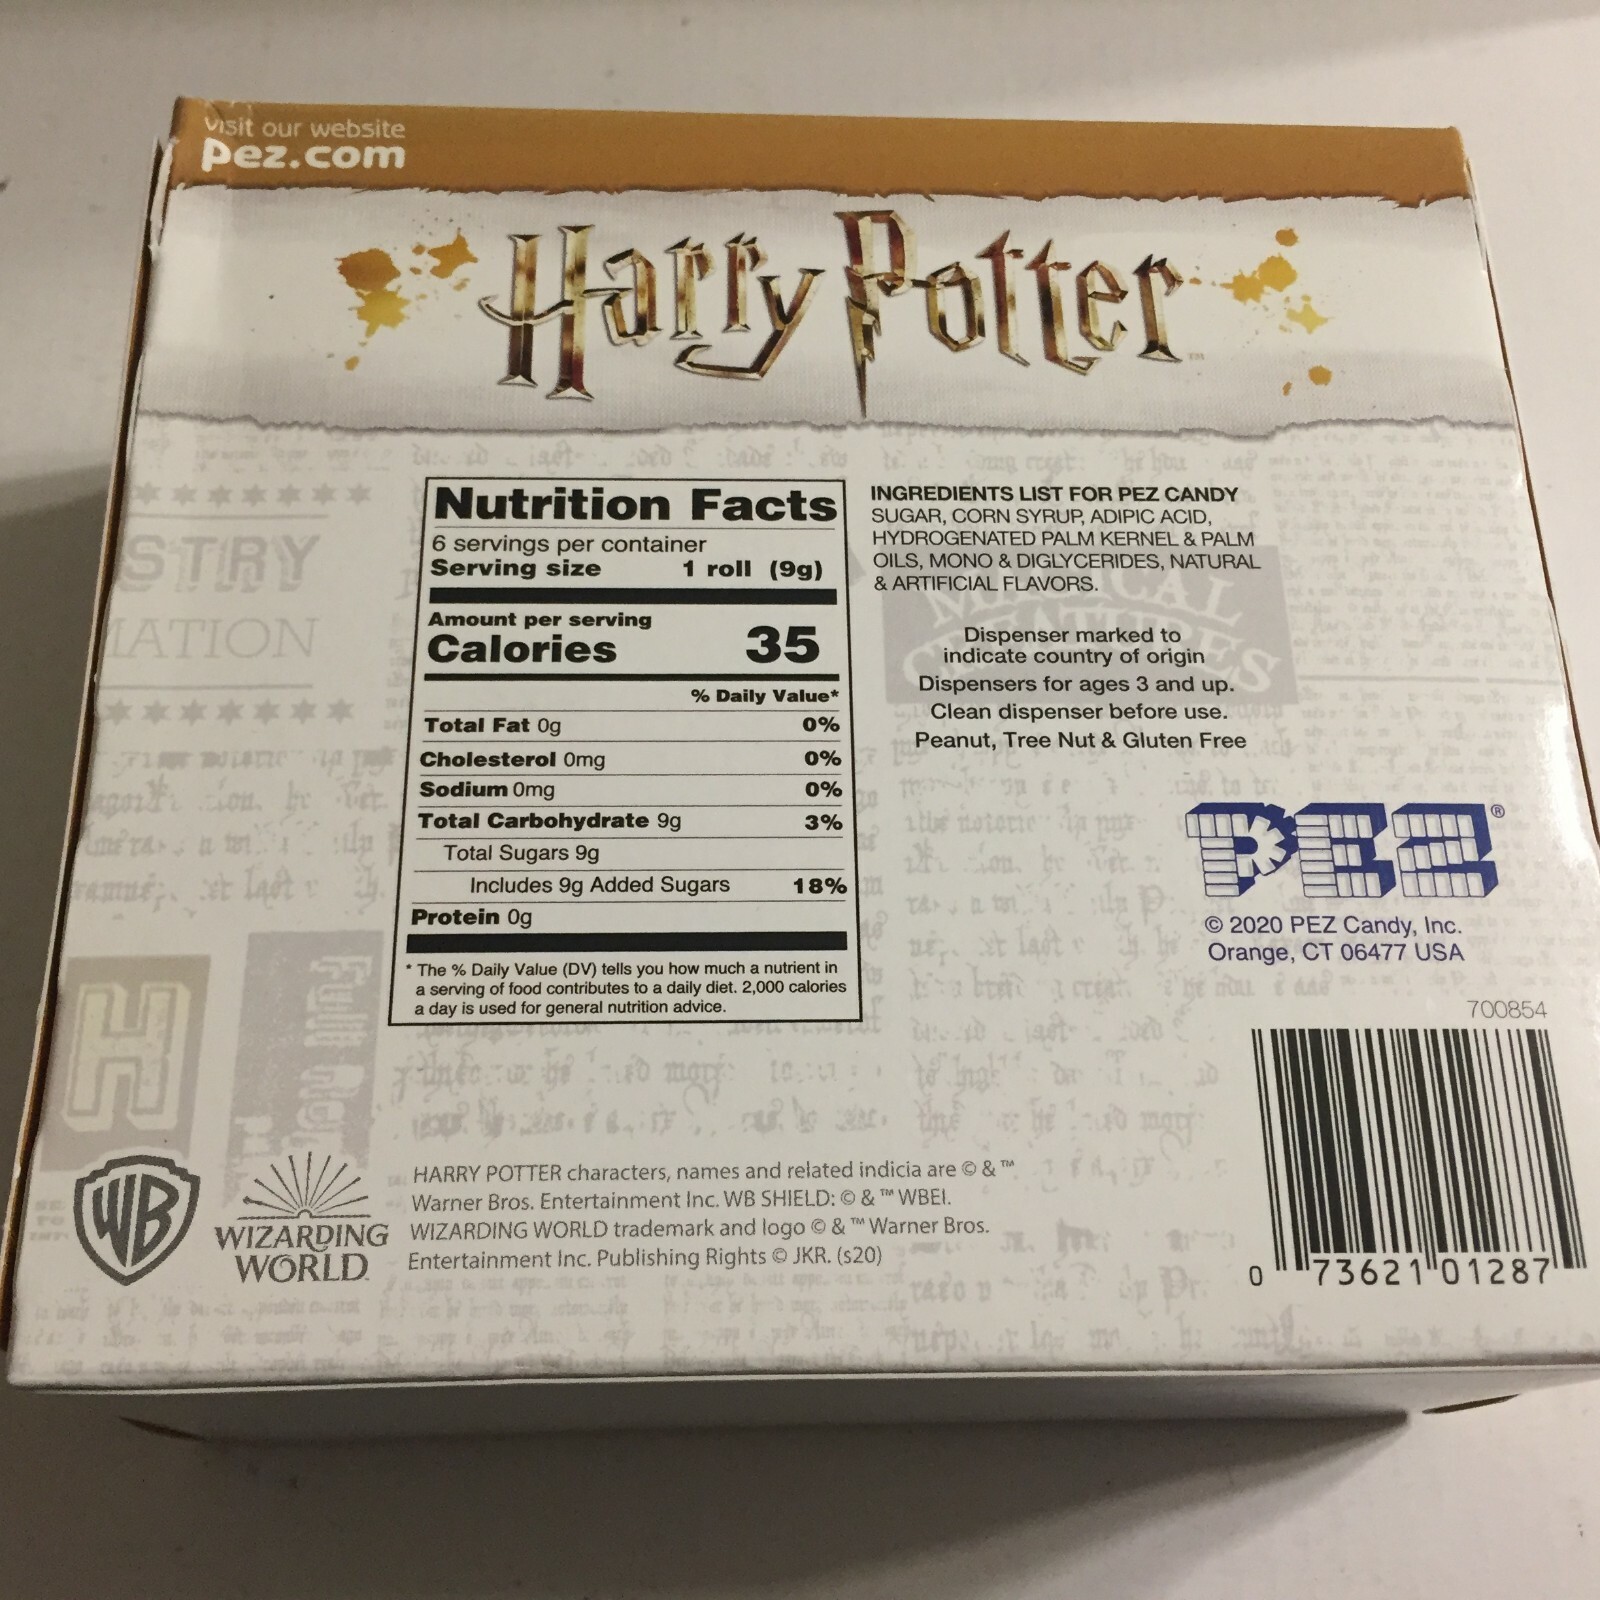 visit our website
pez.com
Harry Potter™
STRY
MATION
Nutrition Facts
6 servings per container
Serving size 1 roll (9g)
Amount per serving
Calories 35
% Daily Value*
Total Fat 0g 0%
Cholesterol 0mg 0%
Sodium 0mg 0%
Total Carbohydrate 9g 3%
Total Sugars 9g
Includes 9g Added Sugars 18%
Protein 0g
* The % Daily Value (DV) tells you how much a nutrient in
a serving of food contributes to a daily diet. 2,000 calories
a day is used for general nutrition advice.
INGREDIENTS LIST FOR PEZ CANDY
SUGAR, CORN SYRUP, ADIPIC ACID,
HYDROGENATED PALM KERNEL & PALM
OILS, MONO & DIGLYCERIDES, NATURAL
& ARTIFICIAL FLAVORS.
MAGICAL
CREATURES
Dispenser marked to
indicate country of origin
Dispensers for ages 3 and up.
Clean dispenser before use.
Peanut, Tree Nut & Gluten Free
PEZ®
© 2020 PEZ Candy, Inc.
Orange, CT 06477 USA
700854
0 73621 01287
H
WB
WIZARDING
WORLD
HARRY POTTER characters, names and related indicia are © & ™
Warner Bros. Entertainment Inc. WB SHIELD: © & ™ WBEI.
WIZARDING WORLD trademark and logo © & ™ Warner Bros.
Entertainment Inc. Publishing Rights © JKR. (s20)